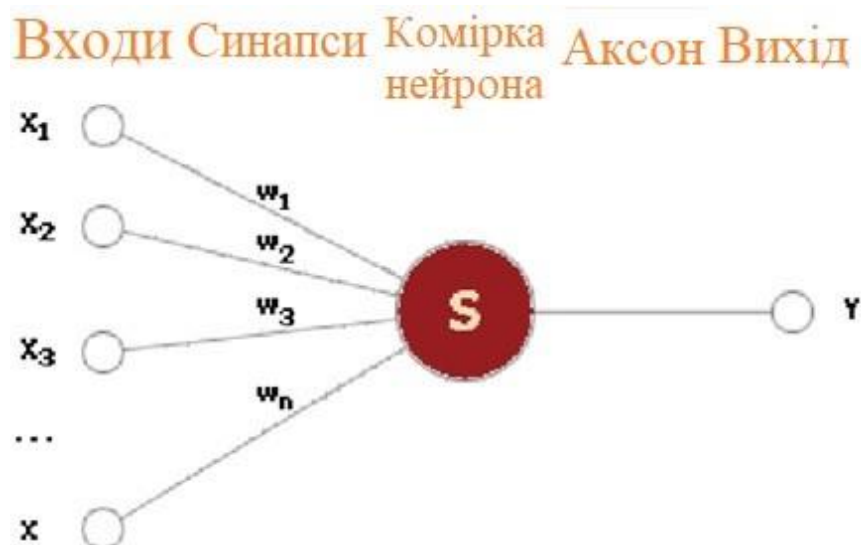 Входи Синапси Комірка нейрона Аксон Вихід
X₁
w₁
X₂
w₂
w₃
S
Y
X₃
wₙ
...
X